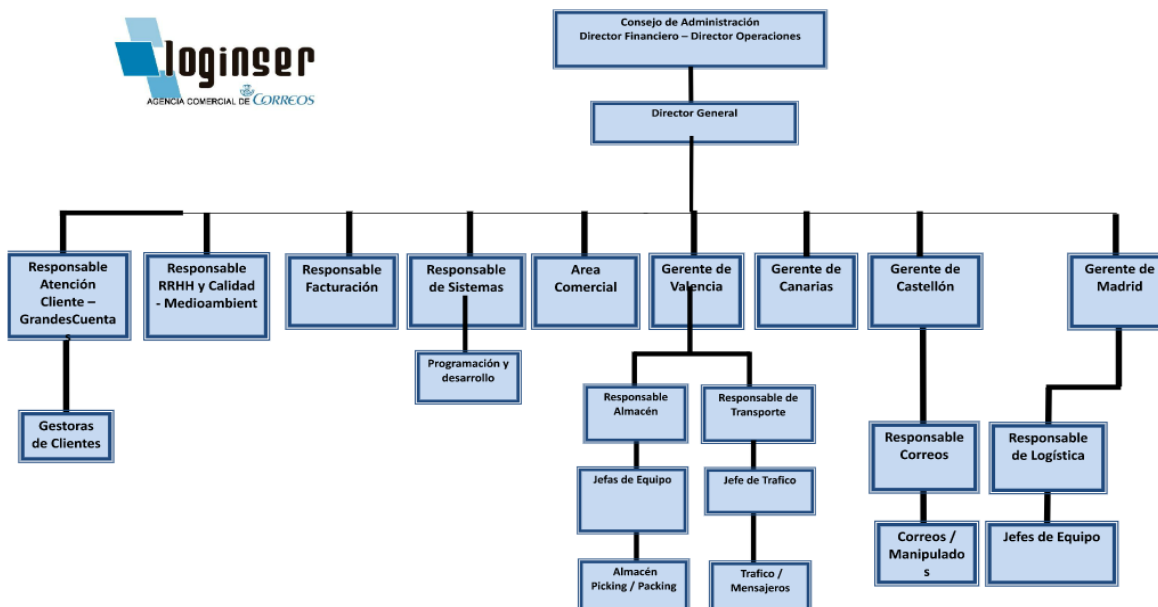 Consejo de Administración
Director Financiero – Director Operaciones
loginser
AGENCIA COMERCIAL DE CORREOS
Director General
Responsable
Atención
Cliente –
GrandesCuenta
s
Responsable
RRHH y Calidad
- Medioambient
Responsable
Facturación
Responsable
de Sistemas
Area
Comercial
Gerente de
Valencia
Gerente de
Canarias
Gerente de
Castellón
Gerente de
Madrid
Programación y
desarrollo
Responsable
Almacén
Responsable de
Transporte
Gestoras
de Clientes
Responsable
Correos
Responsable
de Logística
Jefas de Equipo
Jefe de Trafico
Correos /
Manipulado
s
Jefes de Equipo
Almacén
Picking / Packing
Trafico /
Mensajeros